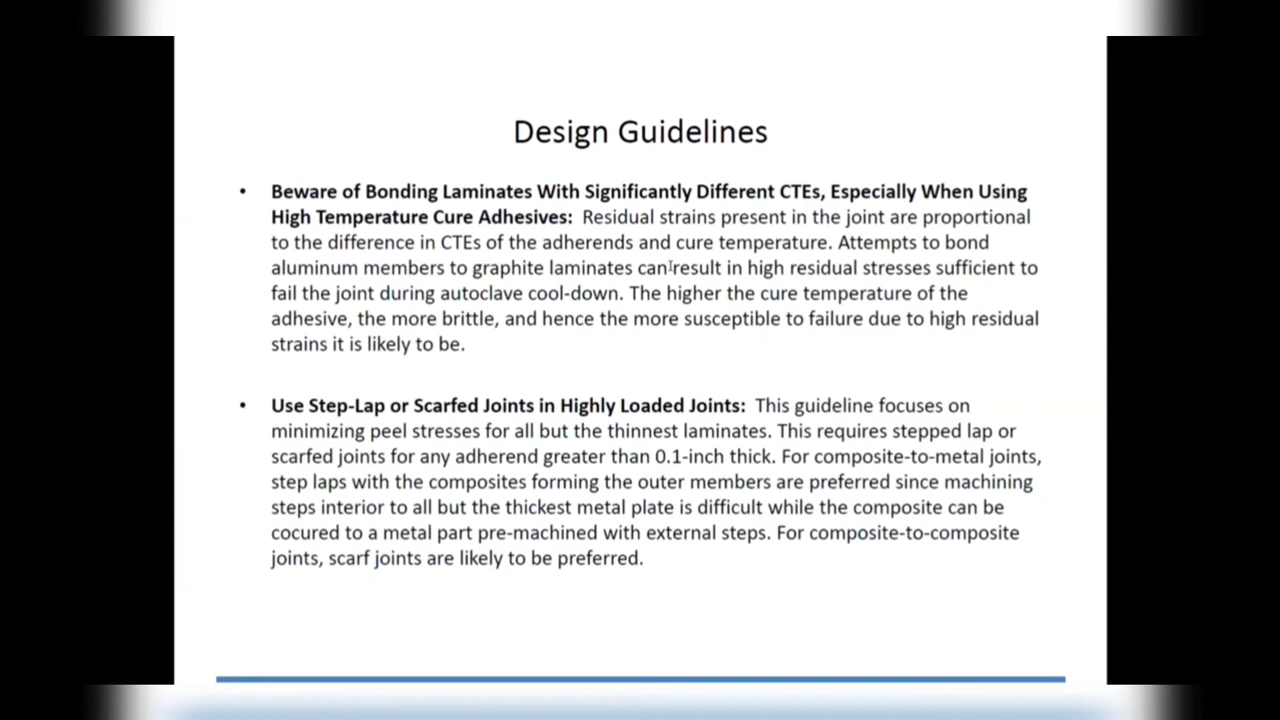 Design Guidelines
• Beware of Bonding Laminates With Significantly Different CTEs, Especially When Using
High Temperature Cure Adhesives: Residual strains present in the joint are proportional
to the difference in CTEs of the adherends and cure temperature. Attempts to bond
aluminum members to graphite laminates can result in high residual stresses sufficient to
fail the joint during autoclave cool-down. The higher the cure temperature of the
adhesive, the more brittle, and hence the more susceptible to failure due to high residual
strains it is likely to be.
• Use Step-Lap or Scarfed Joints in Highly Loaded Joints: This guideline focuses on
minimizing peel stresses for all but the thinnest laminates. This requires stepped lap or
scarfed joints for any adherend greater than 0.1-inch thick. For composite-to-metal joints,
step laps with the composites forming the outer members are preferred since machining
steps interior to all but the thickest metal plate is difficult while the composite can be
cocured to a metal part pre-machined with external steps. For composite-to-composite
joints, scarf joints are likely to be preferred.